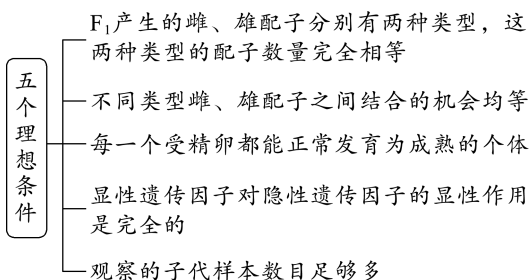 五个理想条件
F₁产生的雌、雄配子分别有两种类型，这
两种类型的配子数量完全相等
不同类型雌、雄配子之间结合的机会均等
每一个受精卵都能正常发育为成熟的个体
显性遗传因子对隐性遗传因子的显性作用
是完全的
观察的子代样本数目足够多